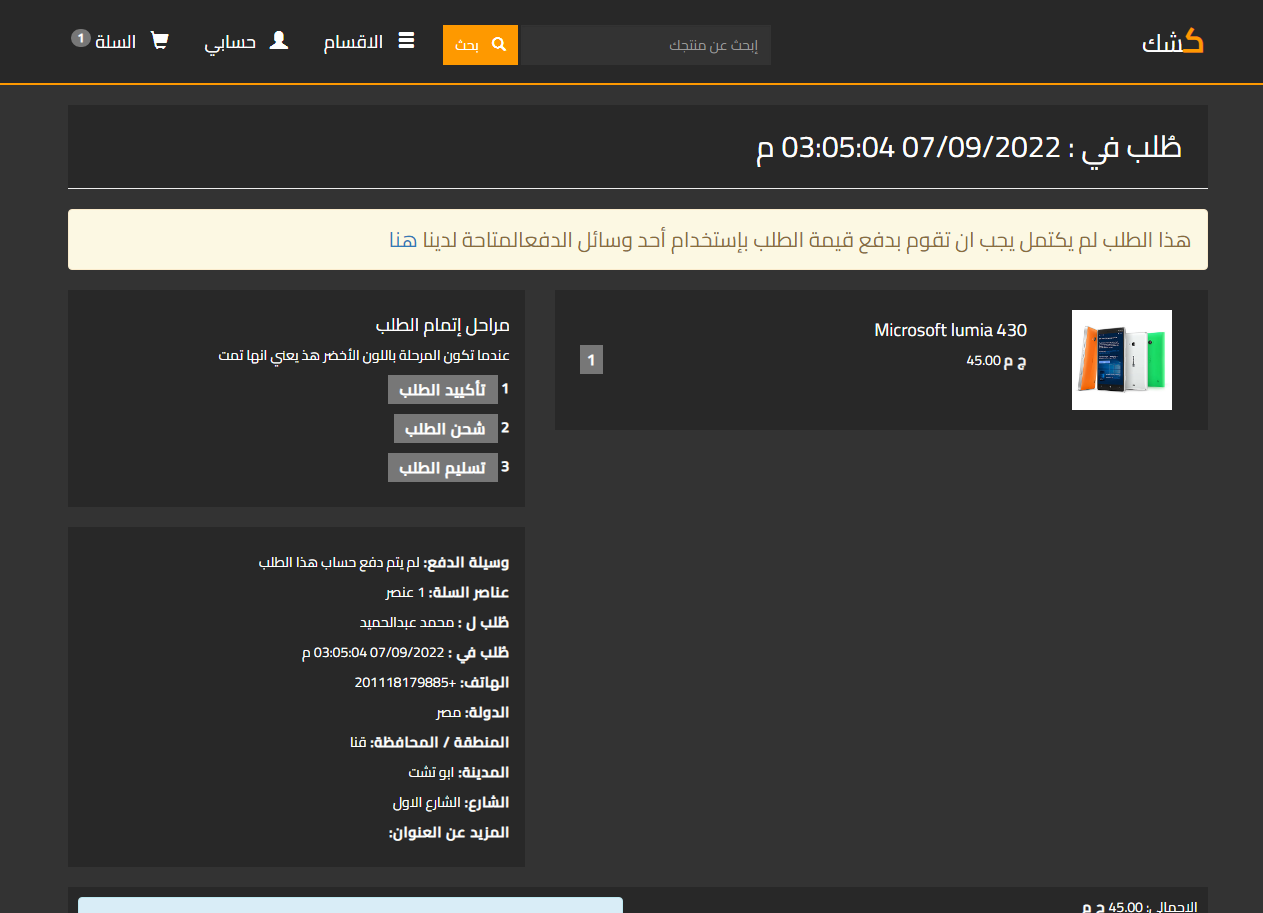 كشك
إبحث عن منتجك
بحث
الاقسام
حسابي
السلة 1
طُلب في : 07/09/2022 03:05:04 م
هذا الطلب لم يكتمل يجب ان تقوم بدفع قيمة الطلب بإستخدام أحد وسائل الدفعالمتاحة لدينا هنا
Microsoft lumia 430
45.00 ج م
1
مراحل إتمام الطلب
عندما تكون المرحلة باللون الأخضر هذ يعني انها تمت
1 تأكييد الطلب
2 شحن الطلب
3 تسليم الطلب
وسيلة الدفع: لم يتم دفع حساب هذا الطلب
عناصر السلة: 1 عنصر
طُلب ل : محمد عبدالحميد
طُلب في : 07/09/2022 03:05:04 م
الهاتف: +201118179885
الدولة: مصر
المنطقة / المحافظة: قنا
المدينة: ابو تشت
الشارع: الشارع الاول
المزيد عن العنوان:
الاجمالي: 45.00 ج م